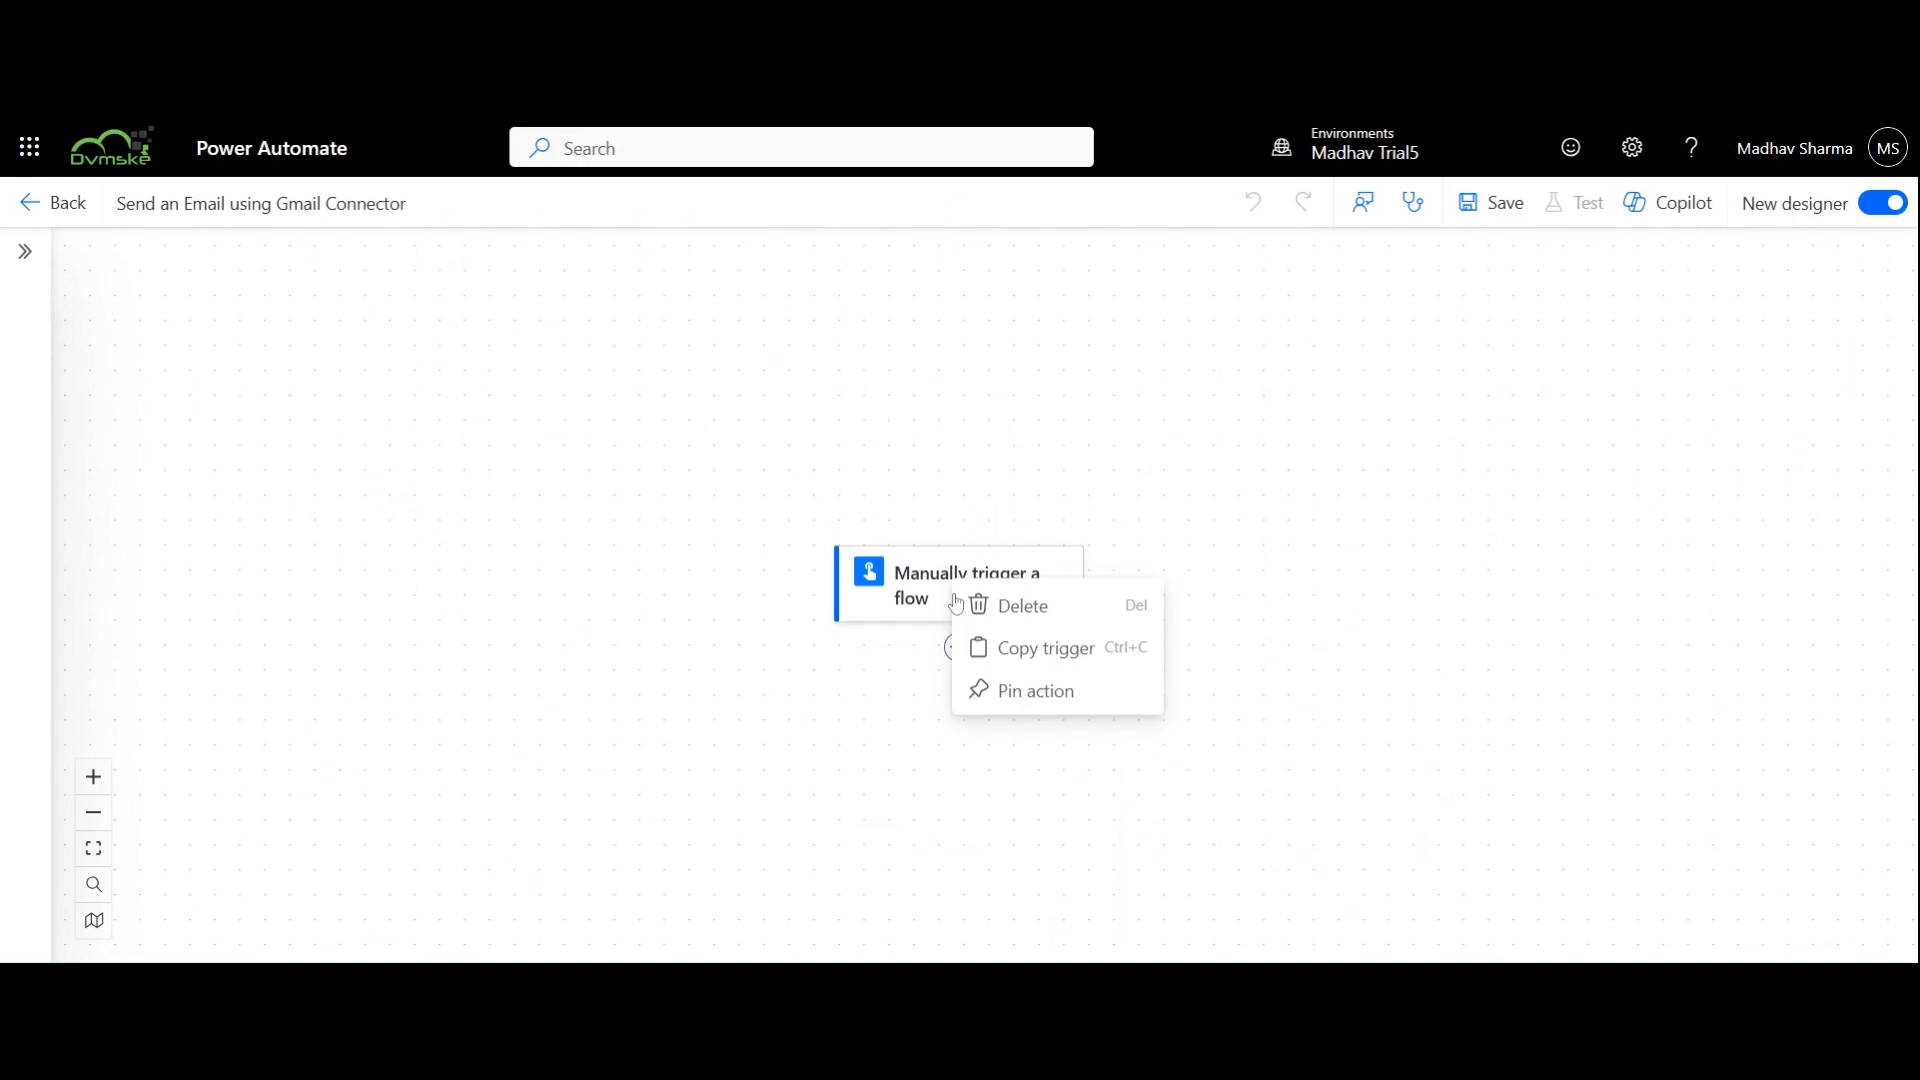 Dvmske
Power Automate
Search
Environments
Madhav Trial5
Madhav Sharma
MS
Back
Send an Email using Gmail Connector
Save
Test
Copilot
New designer
Manually trigger a
flow
Delete Del
Copy trigger Ctrl+C
Pin action